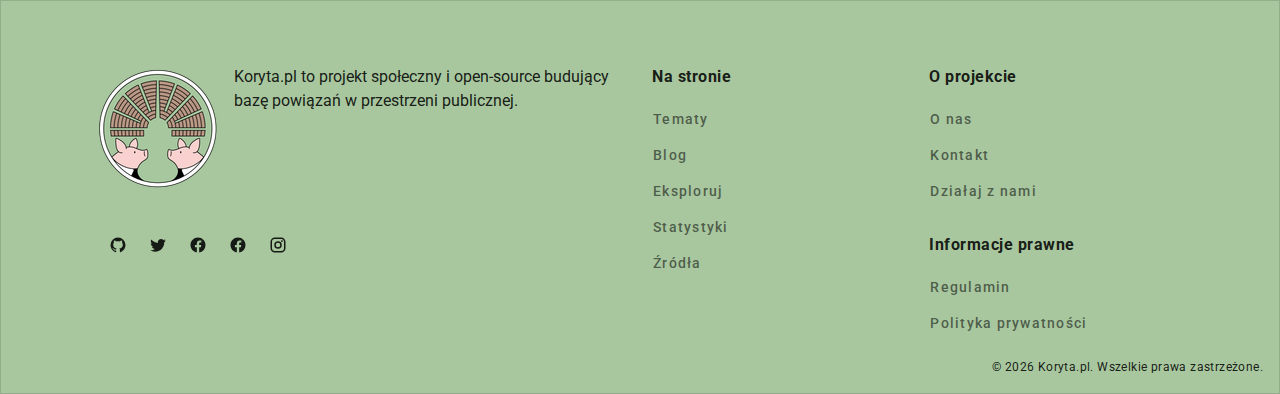 Koryta.pl to projekt społeczny i open-source budujący
bazę powiązań w przestrzeni publicznej.
Na stronie
Tematy
Blog
Eksploruj
Statystyki
Źródła
O projekcie
O nas
Kontakt
Działaj z nami
Informacje prawne
Regulamin
Polityka prywatności
© 2026 Koryta.pl. Wszelkie prawa zastrzeżone.